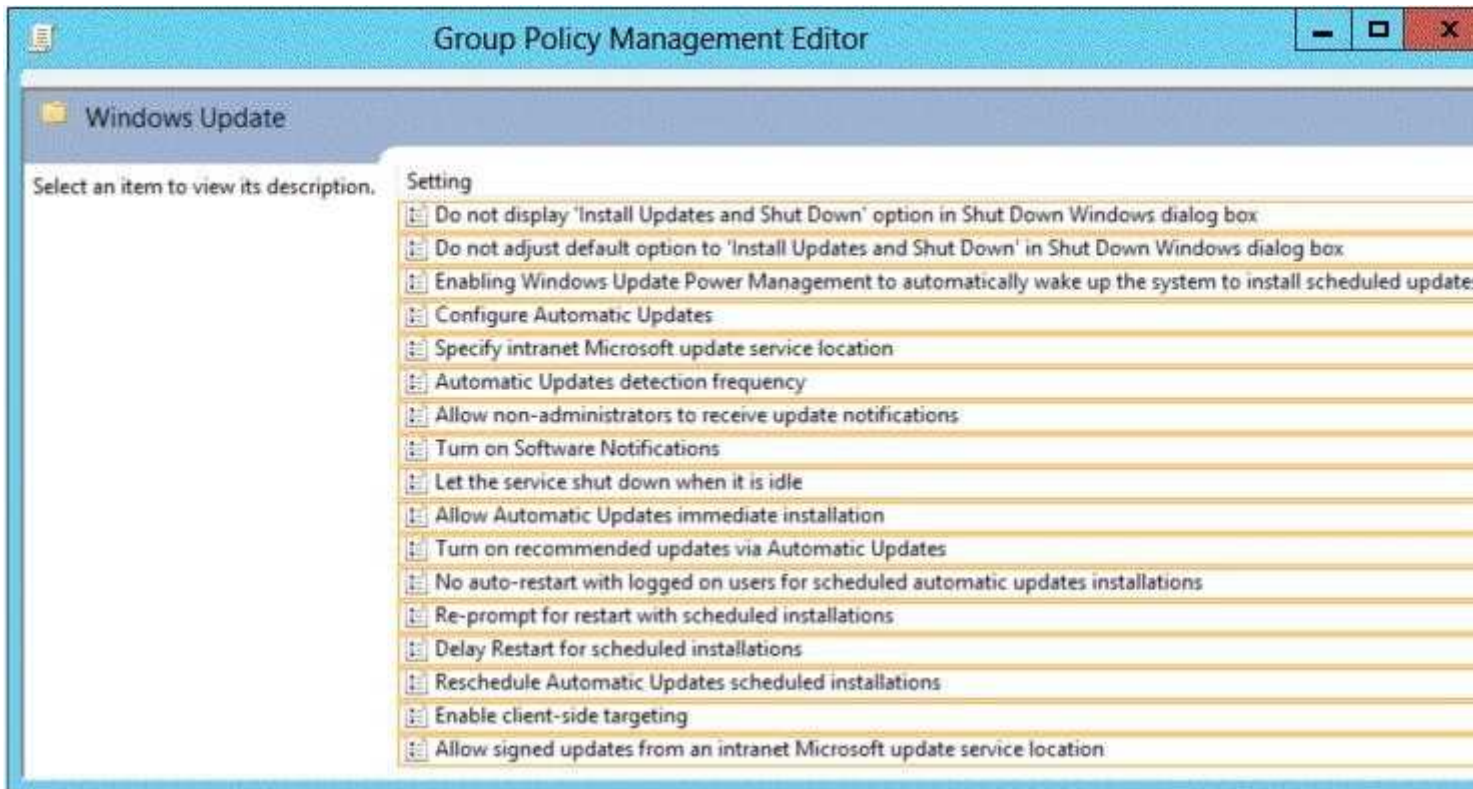 Group Policy Management Editor
Windows Update
Select an item to view its description.
Setting
Do not display 'Install Updates and Shut Down' option in Shut Down Windows dialog box
Do not adjust default option to 'Install Updates and Shut Down' in Shut Down Windows dialog box
Enabling Windows Update Power Management to automatically wake up the system to install scheduled updates
Configure Automatic Updates
Specify intranet Microsoft update service location
Automatic Updates detection frequency
Allow non-administrators to receive update notifications
Turn on Software Notifications
Let the service shut down when it is idle
Allow Automatic Updates immediate installation
Turn on recommended updates via Automatic Updates
No auto-restart with logged on users for scheduled automatic updates installations
Re-prompt for restart with scheduled installations
Delay Restart for scheduled installations
Reschedule Automatic Updates scheduled installations
Enable client-side targeting
Allow signed updates from an intranet Microsoft update service location